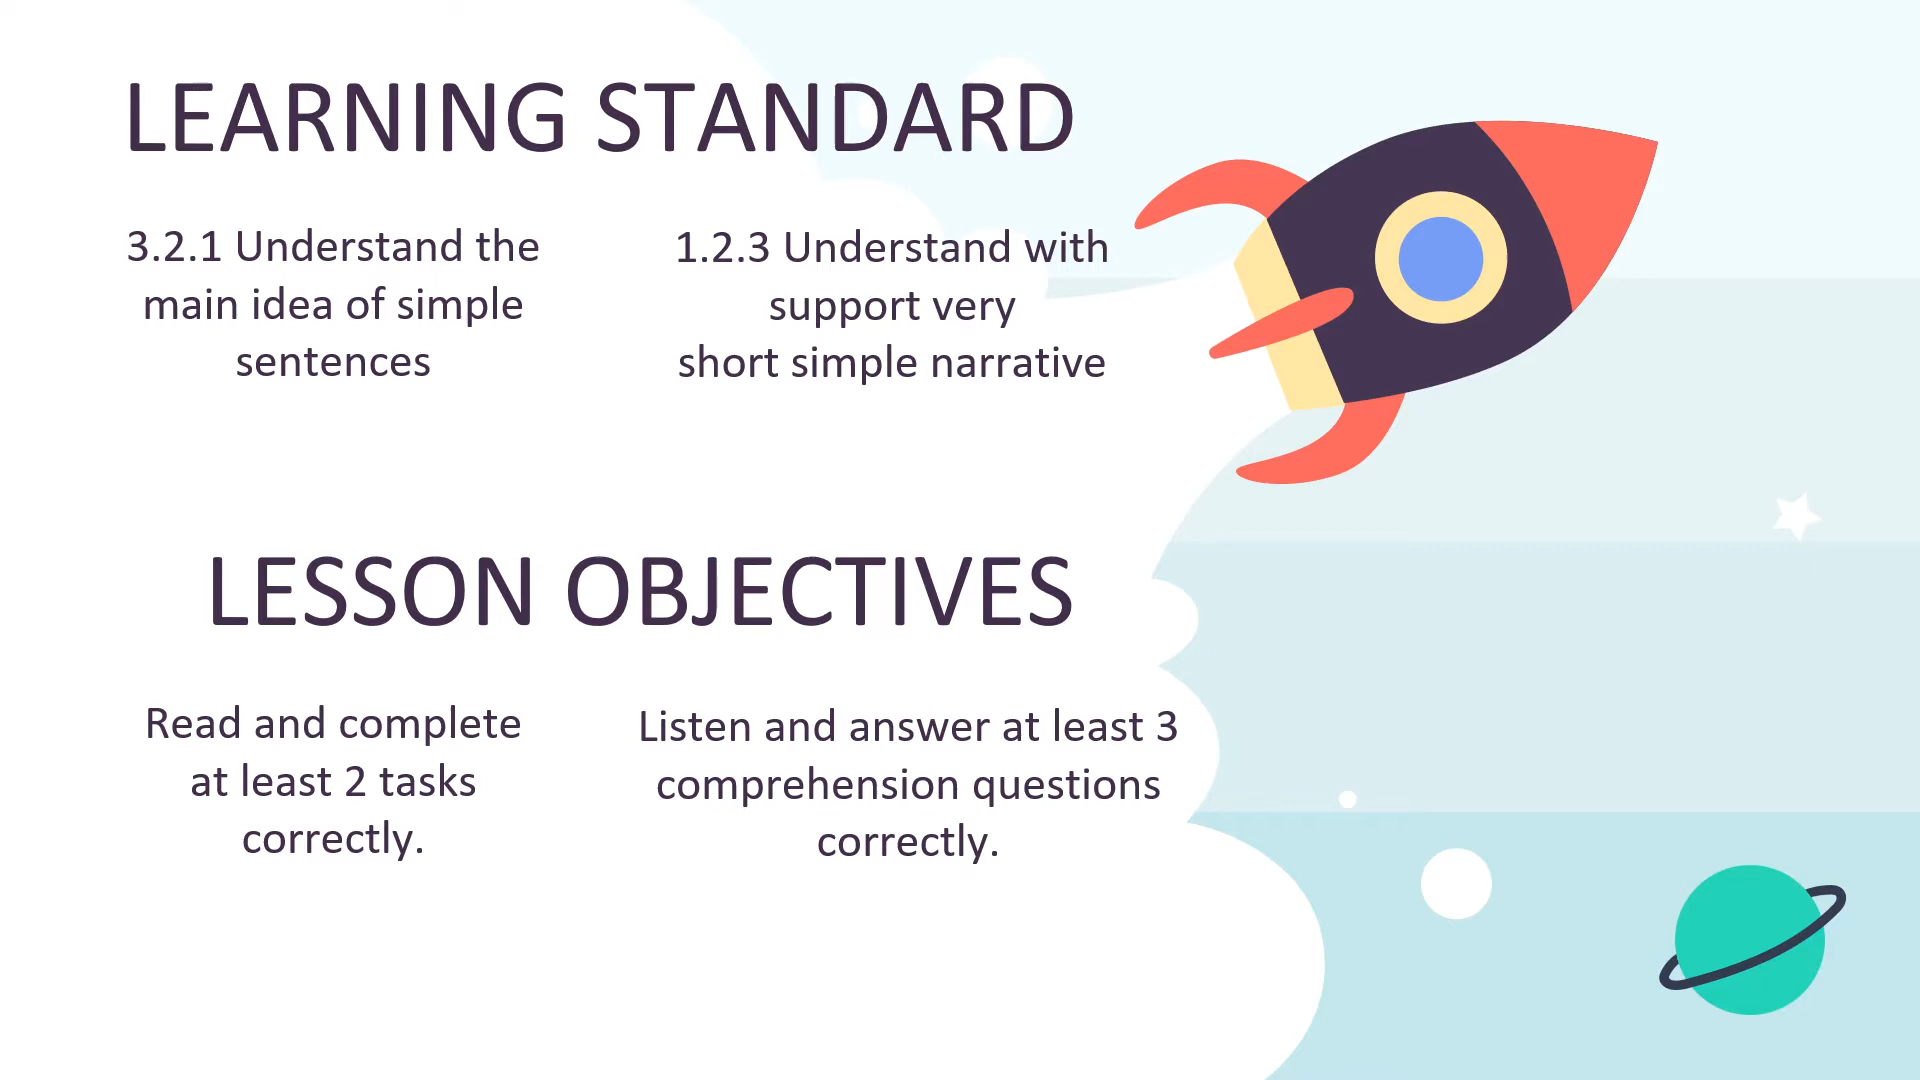 LEARNING STANDARD
3.2.1 Understand the
main idea of simple
sentences
1.2.3 Understand with
support very
short simple narrative
LESSON OBJECTIVES
Read and complete
at least 2 tasks
correctly.
Listen and answer at least 3
comprehension questions
correctly.